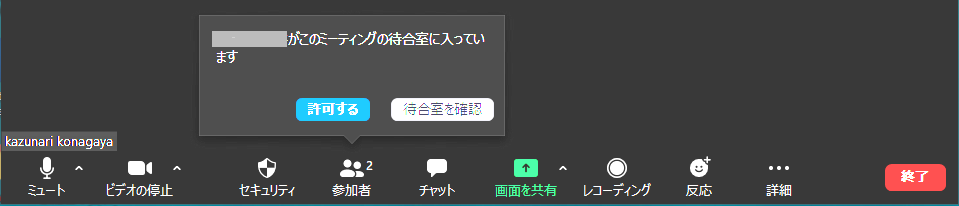 がこのミーティングの待合室に入ってい
ます
許可する 待合室を確認
kazunari konagaya
2
ミュート ビデオの停止 セキュリティ 参加者 チャット 画面を共有 レコーディング 反応 詳細 終了